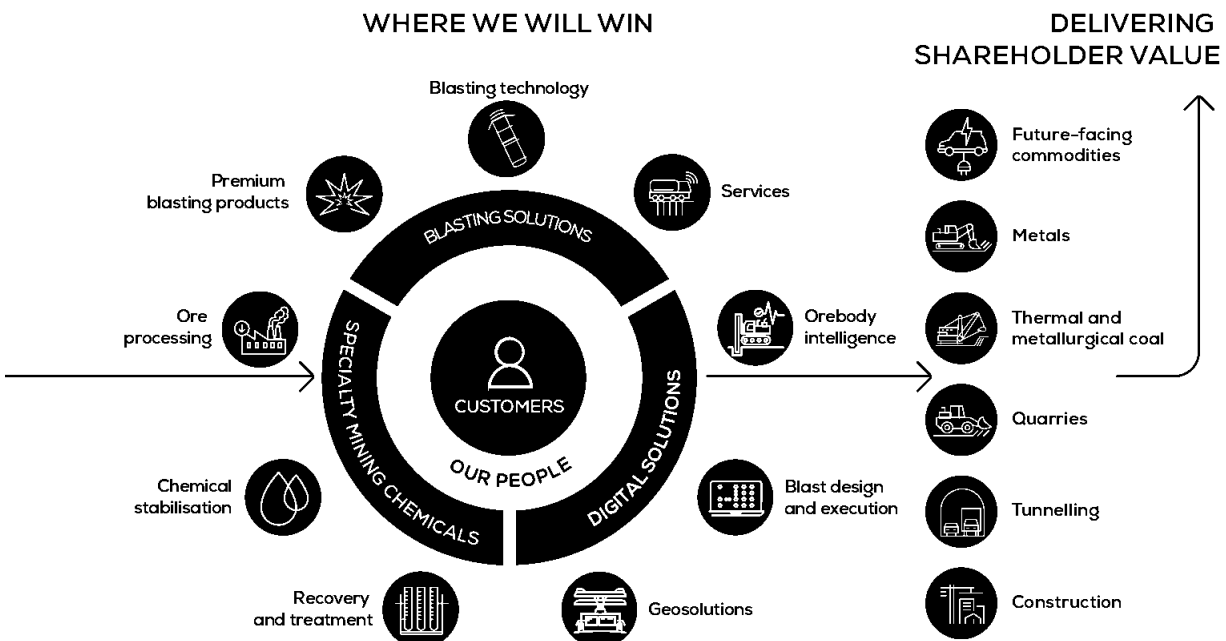 WHERE WE WILL WIN
Blasting technology
Premium
blasting products
Services
BLASTING SOLUTIONS
Ore
processing
Orebody
intelligence
SPECIALTY MINING CHEMICALS
CUSTOMERS
OUR PEOPLE
DIGITAL SOLUTIONS
Chemical
stabilisation
Blast design
and execution
Recovery
and treatment
Geosolutions
DELIVERING
SHAREHOLDER VALUE
Future-facing
commodities
Metals
Thermal and
metallurgical coal
Quarries
Tunnelling
Construction